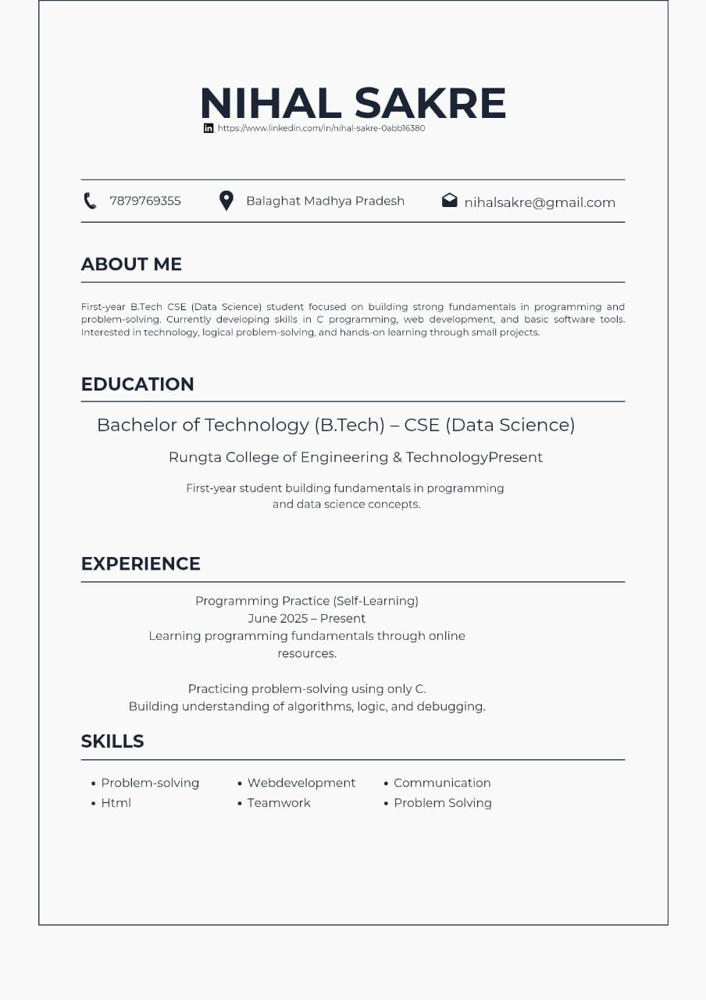 NIHAL SAKRE
https://www.linkedin.com/in/nihal-sakre-0abb16380
7879769355 Balaghat Madhya Pradesh nihalsakre@gmail.com
ABOUT ME
First-year B.Tech CSE (Data Science) student focused on building strong fundamentals in programming and
problem-solving. Currently developing skills in C programming, web development, and basic software tools.
Interested in technology, logical problem-solving, and hands-on learning through small projects.
EDUCATION
Bachelor of Technology (B.Tech) – CSE (Data Science)
Rungta College of Engineering & TechnologyPresent
First-year student building fundamentals in programming
and data science concepts.
EXPERIENCE
Programming Practice (Self-Learning)
June 2025 – Present
Learning programming fundamentals through online
resources.
Practicing problem-solving using only C.
Building understanding of algorithms, logic, and debugging.
SKILLS
• Problem-solving • Webdevelopment • Communication
• Html • Teamwork • Problem Solving